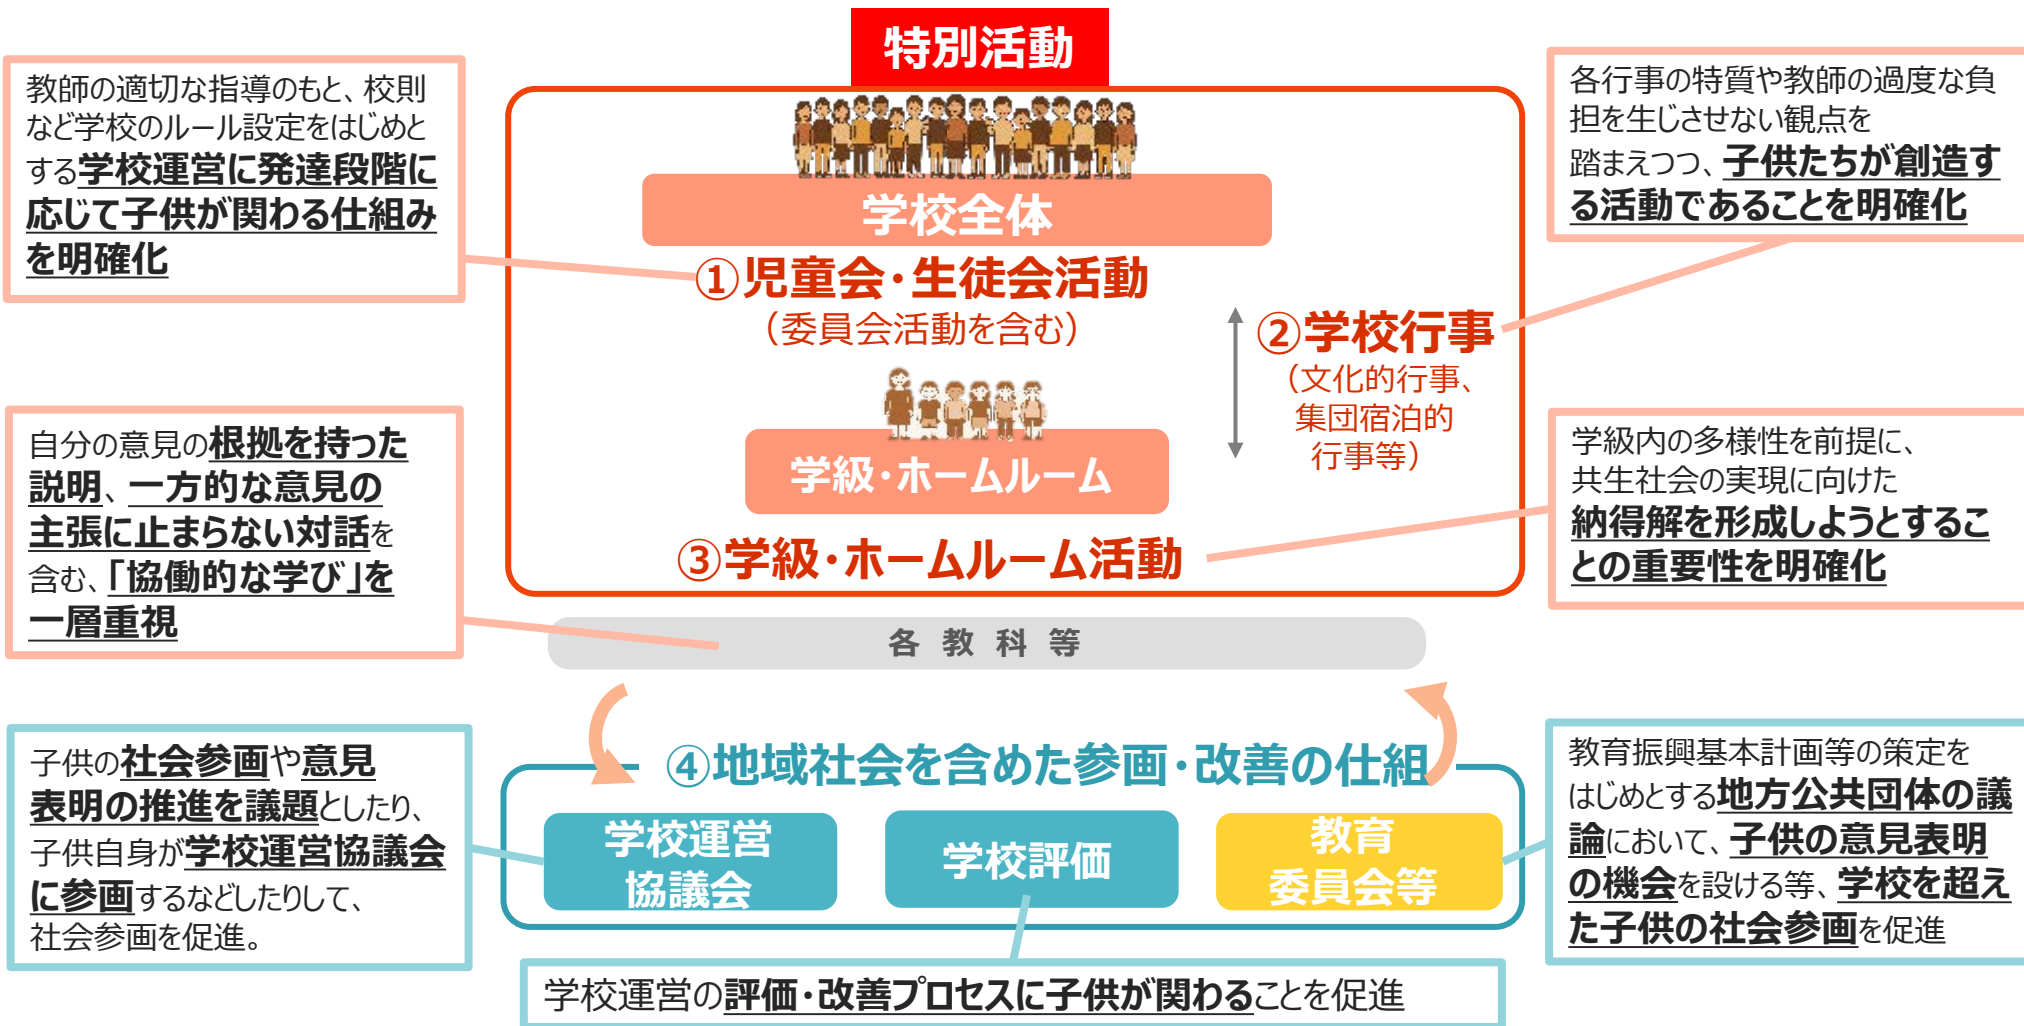 特別活動
教師の適切な指導のもと、校則
など学校のルール設定をはじめと
する学校運営に発達段階に
応じて子供が関わる仕組み
を明確化
各行事の特質や教師の過度な負
担を生じさせない観点を
踏まえつつ、子供たちが創造す
る活動であることを明確化
学校全体
①児童会・生徒会活動
（委員会活動を含む）
②学校行事
（文化的行事、
集団宿泊的
行事等）
学級・ホームルーム
③学級・ホームルーム活動
自分の意見の根拠を持った
説明、一方的な意見の
主張に止まらない対話を
含む、「協働的な学び」を
一層重視
学級内の多様性を前提に、
共生社会の実現に向けた
納得解を形成しようとするこ
との重要性を明確化
各教科等
④地域社会を含めた参画・改善の仕組
子供の社会参画や意見
表明の推進を議題としたり、
子供自身が学校運営協議会
に参画するなどしたりして、
社会参画を促進。
学校運営
協議会
学校評価
教育
委員会等
教育振興基本計画等の策定を
はじめとする地方公共団体の議
論において、子供の意見表明
の機会を設ける等、学校を超え
た子供の社会参画を促進
学校運営の評価・改善プロセスに子供が関わることを促進